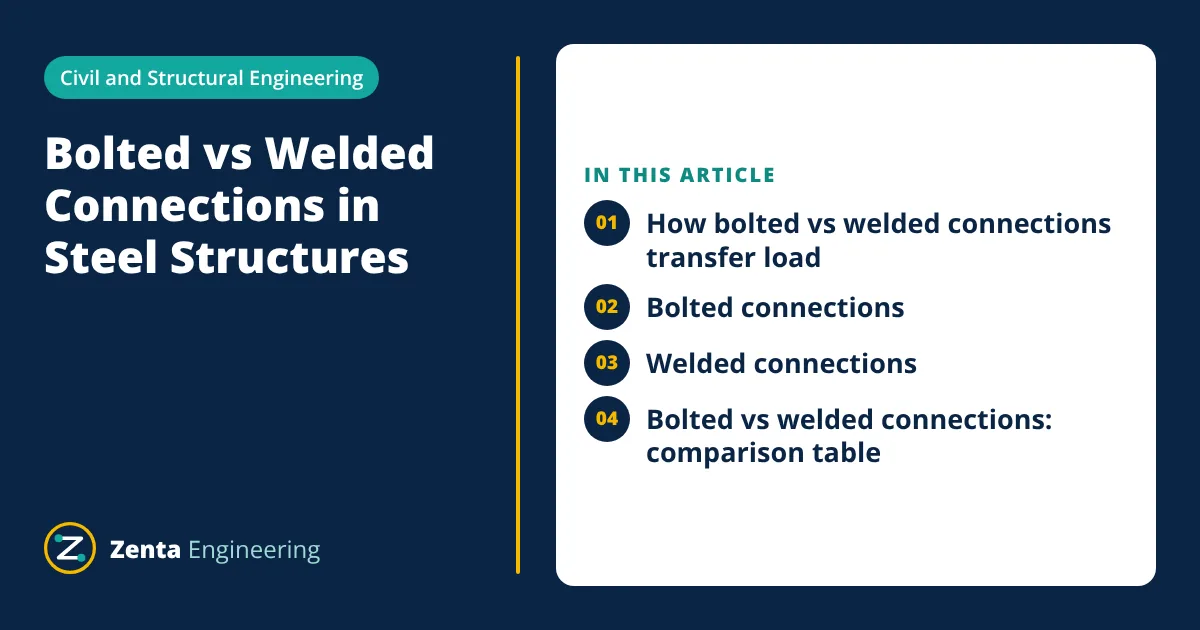 Civil and Structural Engineering
Bolted vs Welded
Connections in
Steel Structures
Zenta Engineering
IN THIS ARTICLE
01 How bolted vs welded connections
transfer load
02 Bolted connections
03 Welded connections
04 Bolted vs welded connections:
comparison table